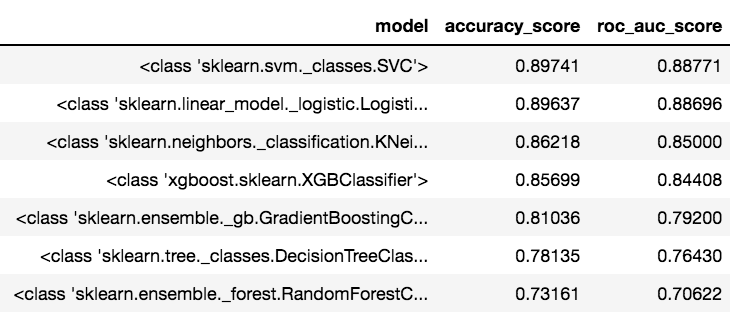 model accuracy_score roc_auc_score
<class 'sklearn.svm._classes.SVC'> 0.89741 0.88771
<class 'sklearn.linear_model._logistic.Logisti... 0.89637 0.88696
<class 'sklearn.neighbors._classification.KNei... 0.86218 0.85000
<class 'xgboost.sklearn.XGBClassifier'> 0.85699 0.84408
<class 'sklearn.ensemble._gb.GradientBoostingC... 0.81036 0.79200
<class 'sklearn.tree._classes.DecisionTreeClas... 0.78135 0.76430
<class 'sklearn.ensemble._forest.RandomForestC... 0.73161 0.70622